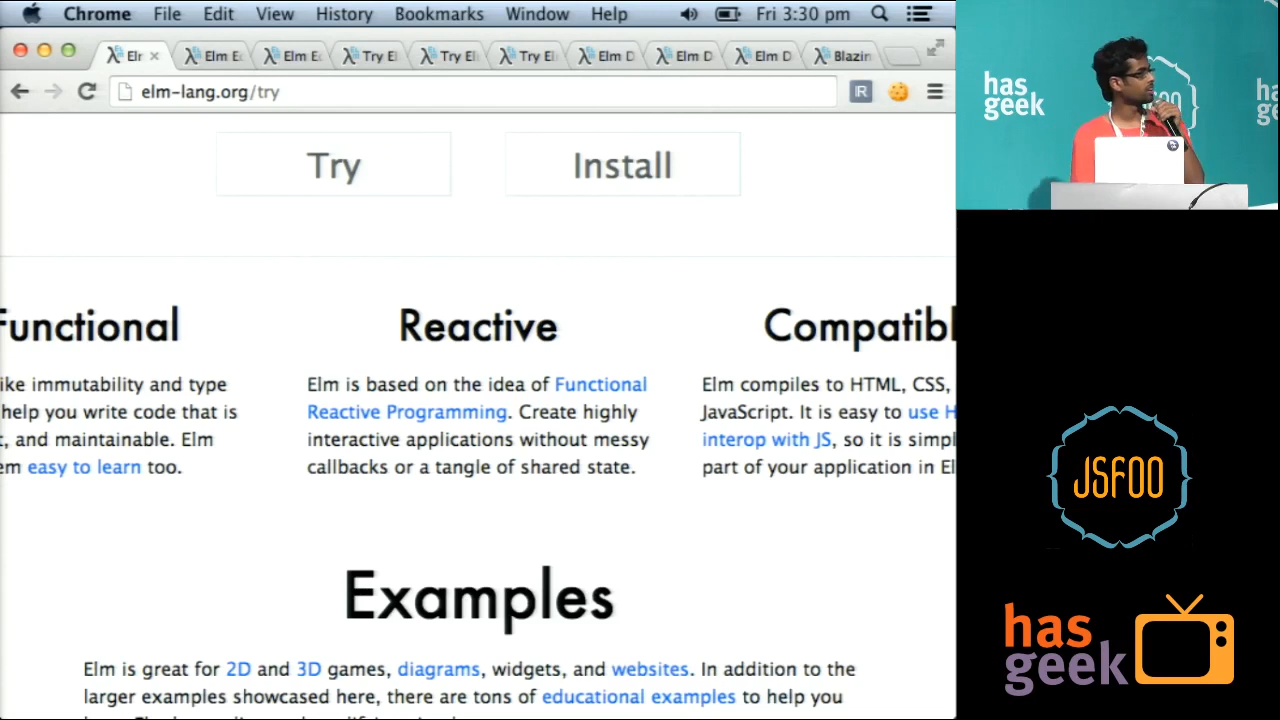 Chrome File Edit View History Bookmarks Window Help Fri 3:30 pm
Elr Elm E Elm E Try El Try El Try El Elm D Elm D Elm D Blazin
elm-lang.org/try
Try
Install
Functional
Reactive
Compatibl
ike immutability and type
help you write code that is
t, and maintainable. Elm
em easy to learn too.
Elm is based on the idea of Functional
Reactive Programming. Create highly
interactive applications without messy
callbacks or a tangle of shared state.
Elm compiles to HTML, CSS,
JavaScript. It is easy to use H
interop with JS, so it is simpl
part of your application in El
Examples
Elm is great for 2D and 3D games, diagrams, widgets, and websites. In addition to the
larger examples showcased here, there are tons of educational examples to help you
has
geek
has
ge
JSFOO
has
geek